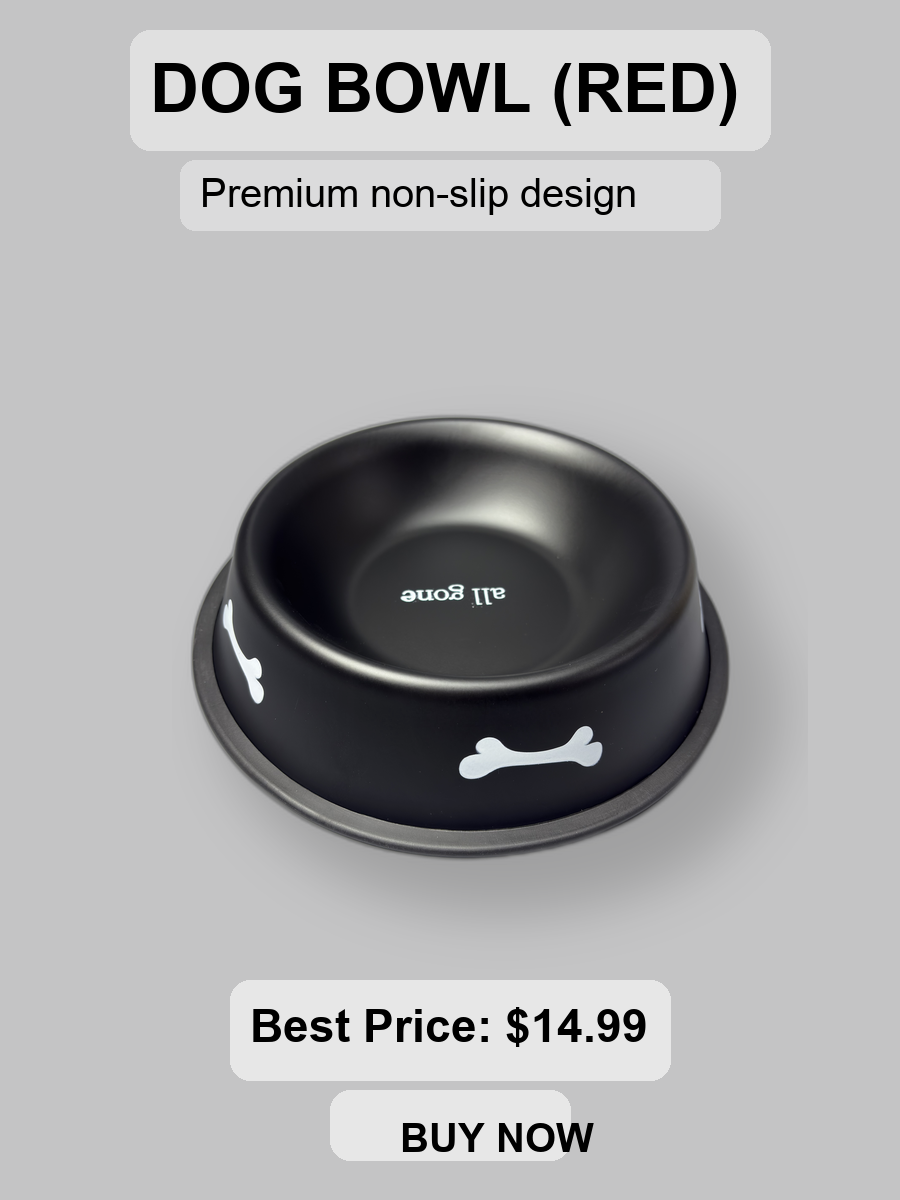 DOG BOWL (RED)
Premium non-slip design
all gone
Best Price: $14.99
BUY NOW